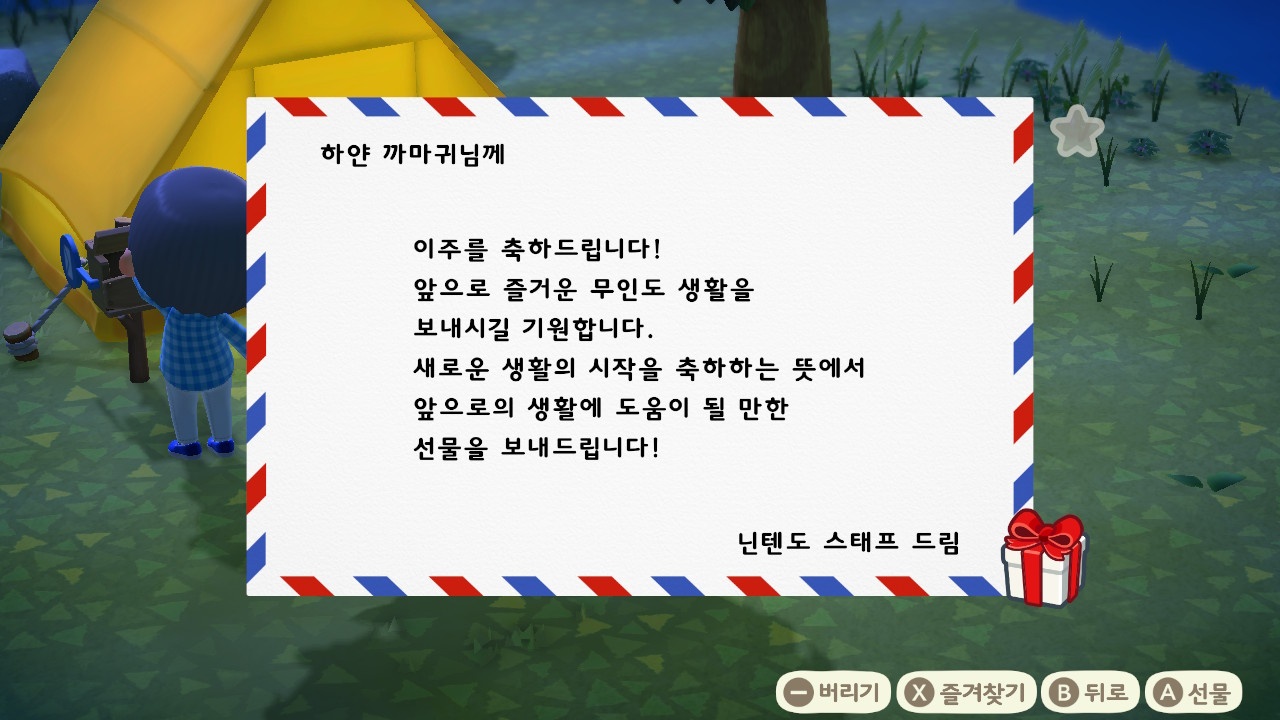 하얀 까마귀님께
이주를 축하드립니다!
앞으로 즐거운 무인도 생활을
보내시길 기원합니다.
새로운 생활의 시작을 축하하는 뜻에서
앞으로의 생활에 도움이 될 만한
선물을 보내드립니다!
닌텐도 스태프 드림
버리기 X 즐겨찾기 B 뒤로 A 선물